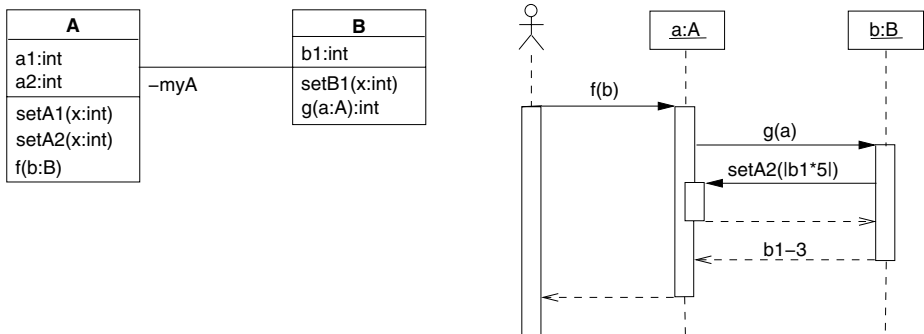 A
a1:int
a2:int
setA1(x:int)
setA2(x:int)
f(b:B)
–myA
B
b1:int
setB1(x:int)
g(a:A):int
a:A
b:B
f(b)
g(a)
setA2(|b1*5|)
b1–3